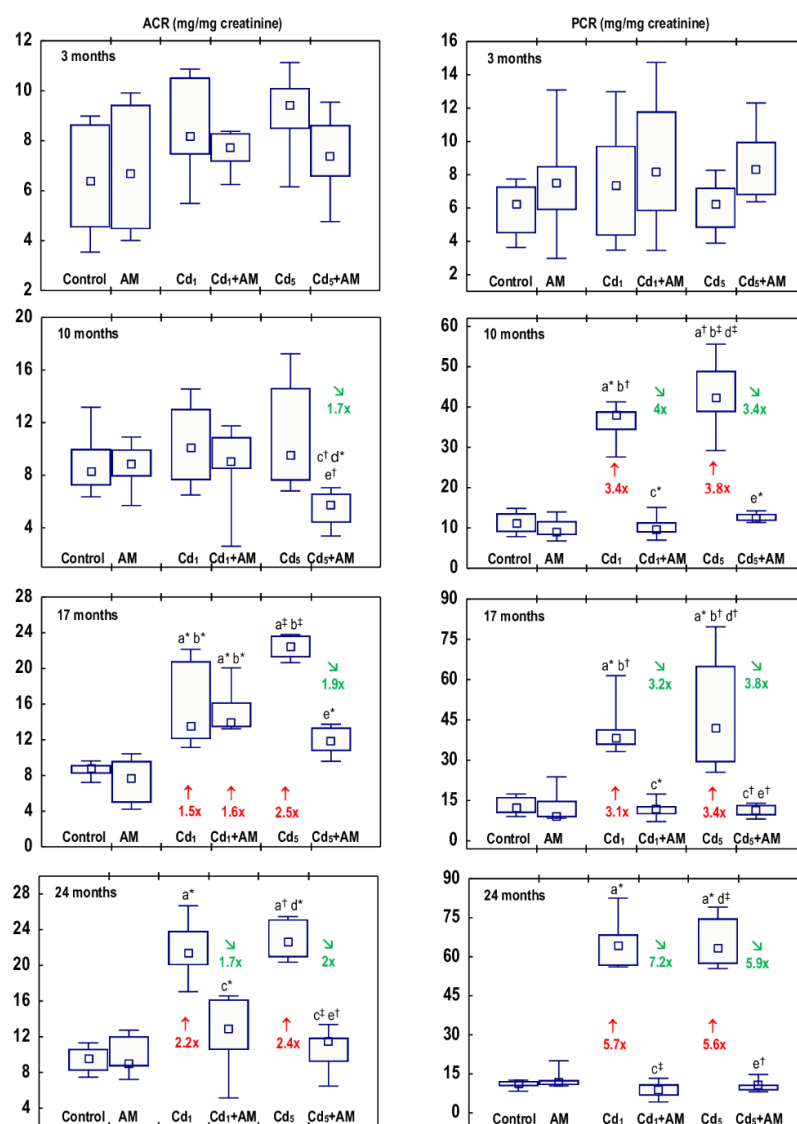 ACR (mg/mg creatinine)
3 months
12
10
8
6
4
2
Control AM Cd₁ Cd₁+AM Cd₅ Cd₅+AM
10 months
20
16
12
8
4
↘
1.7x
c† d*
e†
Control AM Cd₁ Cd₁+AM Cd₅ Cd₅+AM
17 months
28
24
20
16
12
8
4
0
a* b* a* b* a‡ b‡
↘
1.9x
e*
↑ ↑ ↑
1.5x 1.6x 2.5x
Control AM Cd₁ Cd₁+AM Cd₅ Cd₅+AM
24 months
28
24
20
16
12
8
4
a* a† d*
↘ ↘
1.7x 2x
c*
↑ ↑ c‡ e†
2.2x 2.4x
Control AM Cd₁ Cd₁+AM Cd₅ Cd₅+AM
PCR (mg/mg creatinine)
3 months
16
14
12
10
8
6
4
2
Control AM Cd₁ Cd₁+AM Cd₅ Cd₅+AM
10 months
60
50
40
30
20
10
0
a* b† a† b‡ d‡
↘ ↘
4x 3.4x
↑ ↑
3.4x 3.8x
c* e*
Control AM Cd₁ Cd₁+AM Cd₅ Cd₅+AM
17 months
90
75
60
45
30
15
0
a* b† a* b† d†
↘ ↘
3.2x 3.8x
↑ ↑
3.1x 3.4x
c* c† e†
Control AM Cd₁ Cd₁+AM Cd₅ Cd₅+AM
24 months
90
75
60
45
30
15
0
a* a* d‡
↘ ↘
7.2x 5.9x
↑ ↑
5.7x 5.6x
c‡ e†
Control AM Cd₁ Cd₁+AM Cd₅ Cd₅+AM